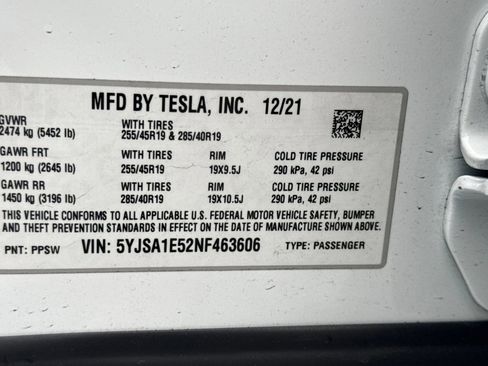 MFD BY TESLA, INC. 12/21
GVWR WITH TIRES
2474 kg (5452 lb) 255/45R19 & 285/40R19
GAWR FRT WITH TIRES RIM COLD TIRE PRESSURE
1200 kg (2645 lb) 255/45R19 19X9.5J 290 kPa, 42 psi
GAWR RR WITH TIRES RIM COLD TIRE PRESSURE
1450 kg (3196 lb) 285/40R19 19X10.5J 290 kPa, 42 psi
THIS VEHICLE CONFORMS TO ALL APPLICABLE U.S. FEDERAL MOTOR VEHICLE SAFETY, BUMPER
AND THEFT PREVENTION STANDARDS IN EFFECT ON THE DATE OF MANUFACTURE SHOWN ABOVE.
PNT: PPSW VIN: 5YJSA1E52NF463606 TYPE: PASSENGER